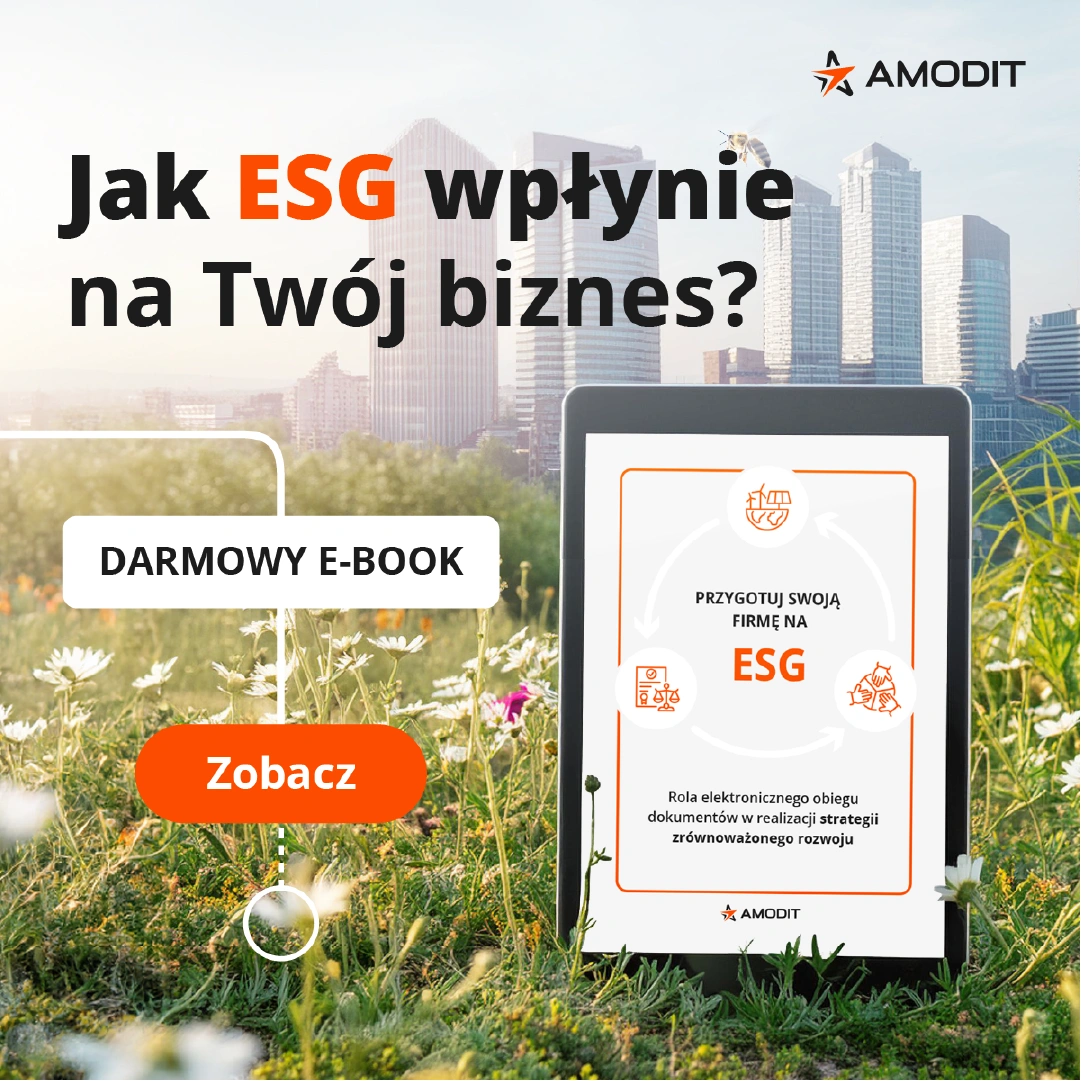 AMODIT
Jak ESG wpłynie
na Twój biznes?
DARMOWY E-BOOK
Zobacz
PRZYGOTUJ SWOJĄ
FIRMĘ NA
ESG
Rola elektronicznego obiegu
dokumentów w realizacji strategii
zrównoważonego rozwoju
AMODIT